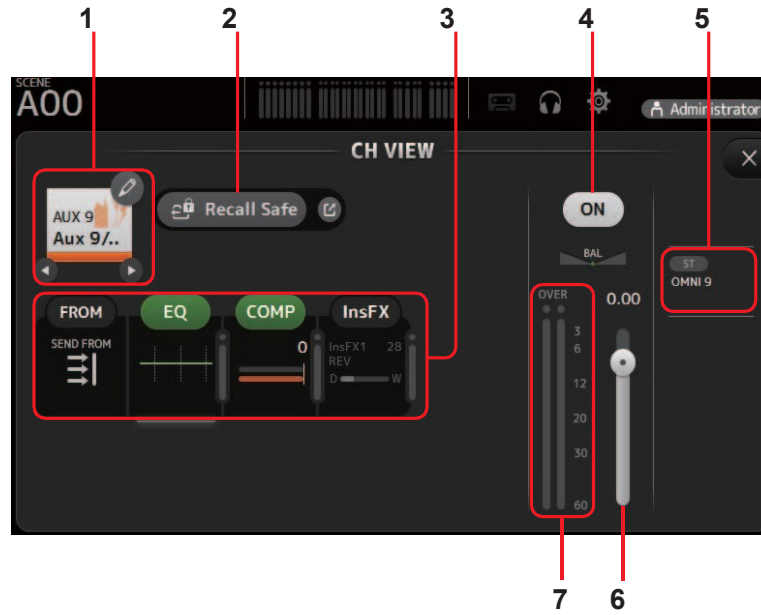 1 2 3 4 5
SCENE
A00
Administrator
CH VIEW
AUX 9
Aux 9/..
Recall Safe
ON
BAL
ST
OMNI 9
FROM EQ COMP InsFX
SEND FROM
0
InsFX1 28
REV
D W
OVER 0.00
3
6
12
20
30
60
7 6